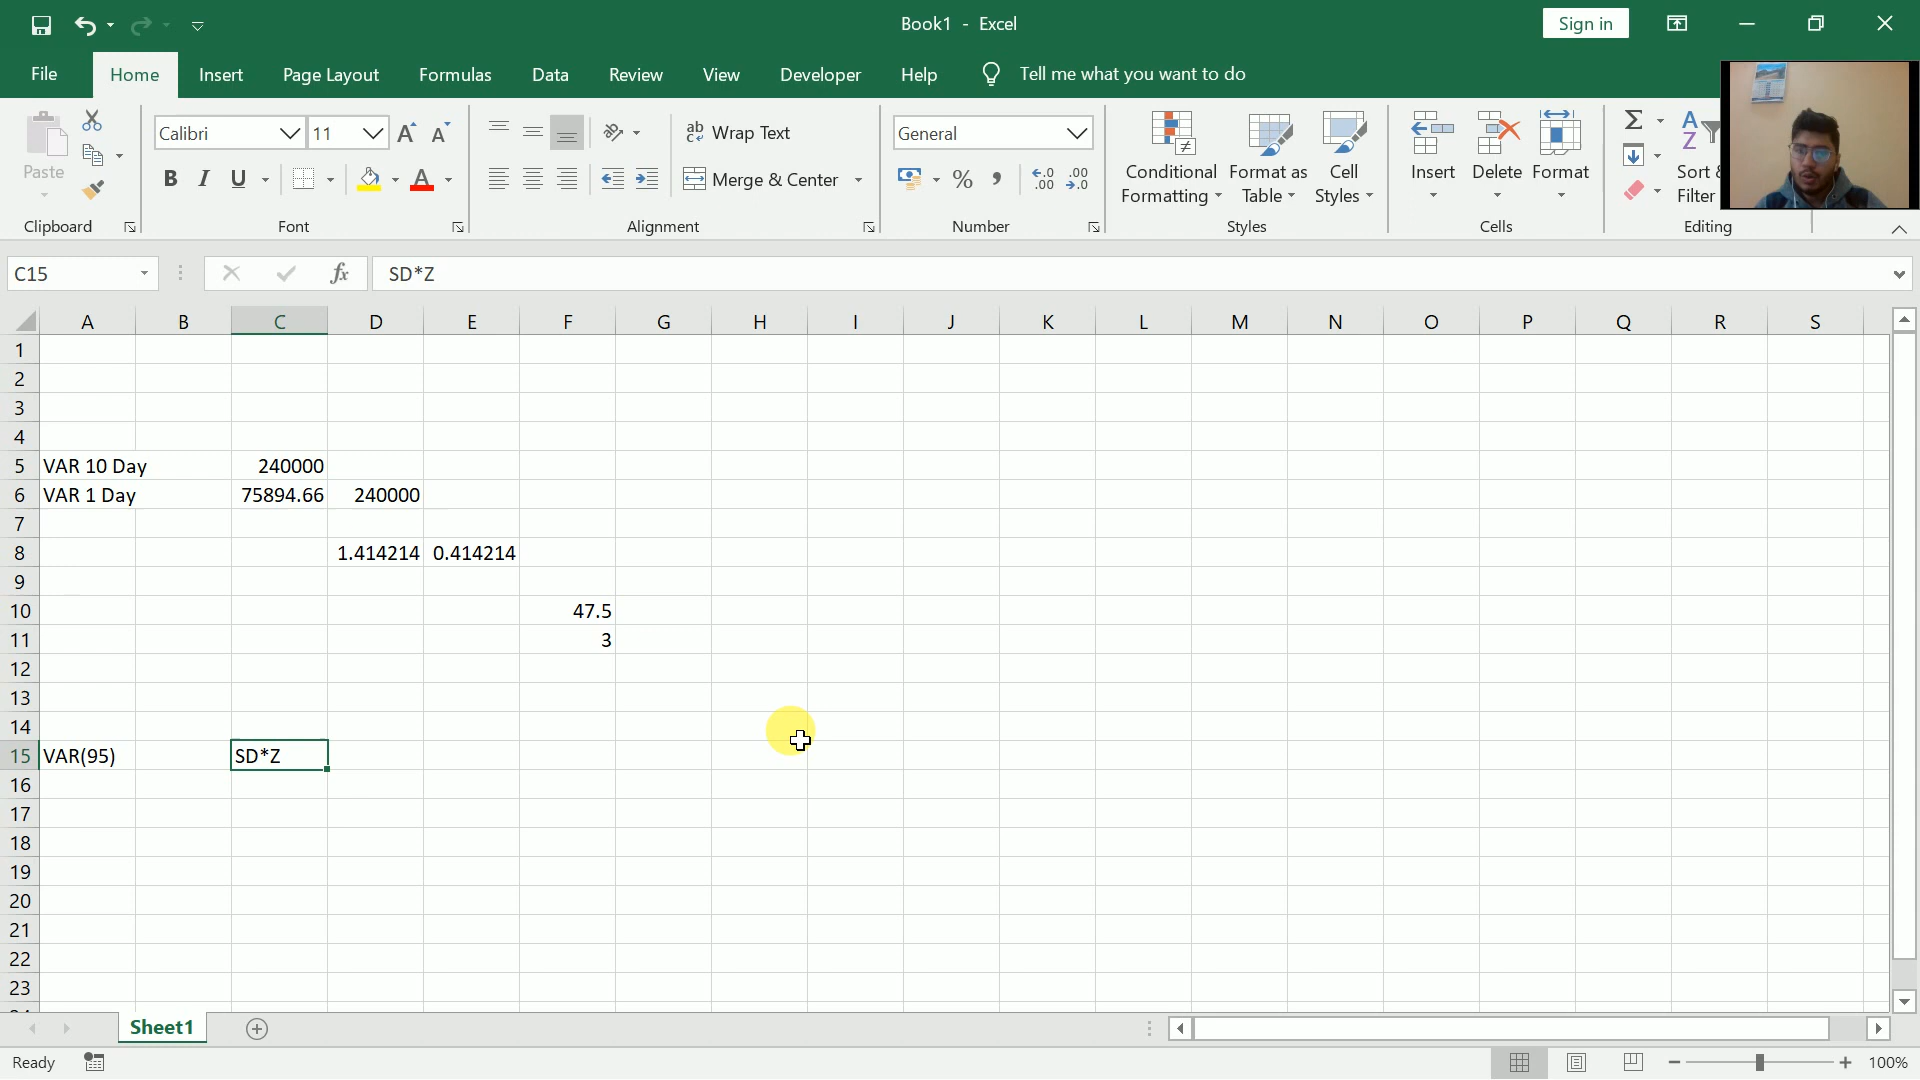 Book1 - Excel
Sign in
File Home Insert Page Layout Formulas Data Review View Developer Help Tell me what you want to do
Paste
Calibri 11
B I U
Wrap Text
Merge & Center
General
Conditional Formatting
Format as Table
Cell Styles
Insert
Delete
Format
Sort &
Filter
Clipboard Font Alignment Number Styles Cells Editing
C15 fx SD*Z
A B C D E F G H I J K L M N O P Q R S
1
2
3
4
5 VAR 10 Day 240000
6 VAR 1 Day 75894.66 240000
7
8 1.414214 0.414214
9
10 47.5
11 3
12
13
14
15 VAR(95) SD*Z
16
17
18
19
20
21
22
23
Sheet1
Ready 100%